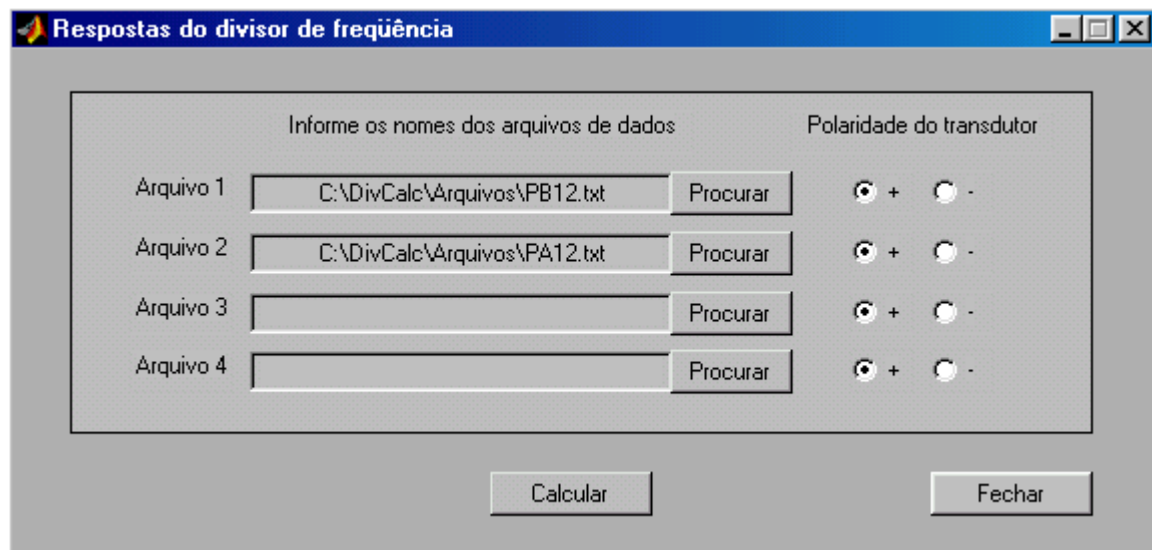 Respostas do divisor de freqüência
Informe os nomes dos arquivos de dados Polaridade do transdutor
Arquivo 1 C:\DivCalc\Arquivos\PB12.txt Procurar + -
Arquivo 2 C:\DivCalc\Arquivos\PA12.txt Procurar + -
Arquivo 3 Procurar + -
Arquivo 4 Procurar + -
Calcular Fechar